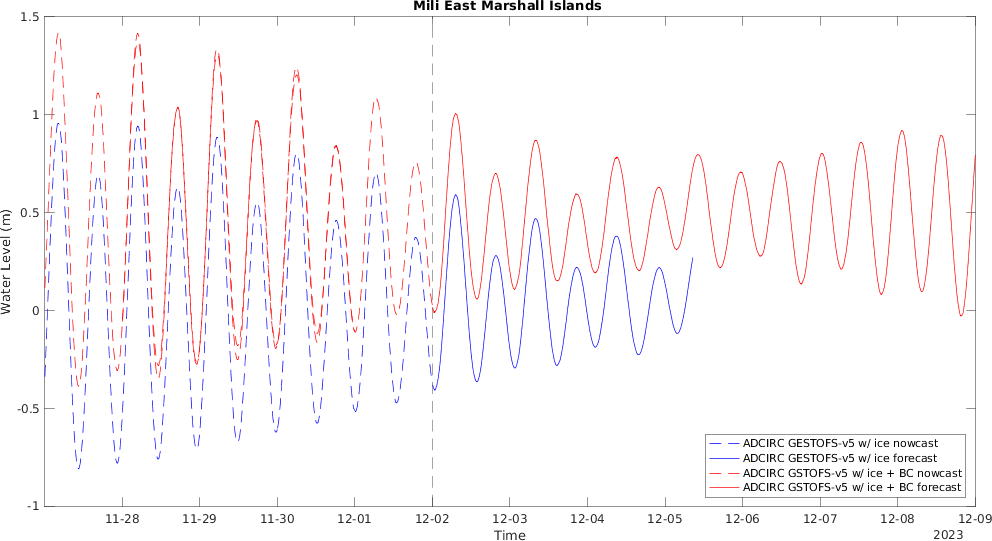 Mili East Marshall Islands
1.5
1
0.5
0
-0.5
-1
Water Level (m)
11-28 11-29 11-30 12-01 12-02 12-03 12-04 12-05 12-06 12-07 12-08 12-09
Time
2023
ADCIRC GESTOFS-v5 w/ ice nowcast
ADCIRC GESTOFS-v5 w/ ice forecast
ADCIRC GSTOFS-v5 w/ ice + BC nowcast
ADCIRC GSTOFS-v5 w/ ice + BC forecast